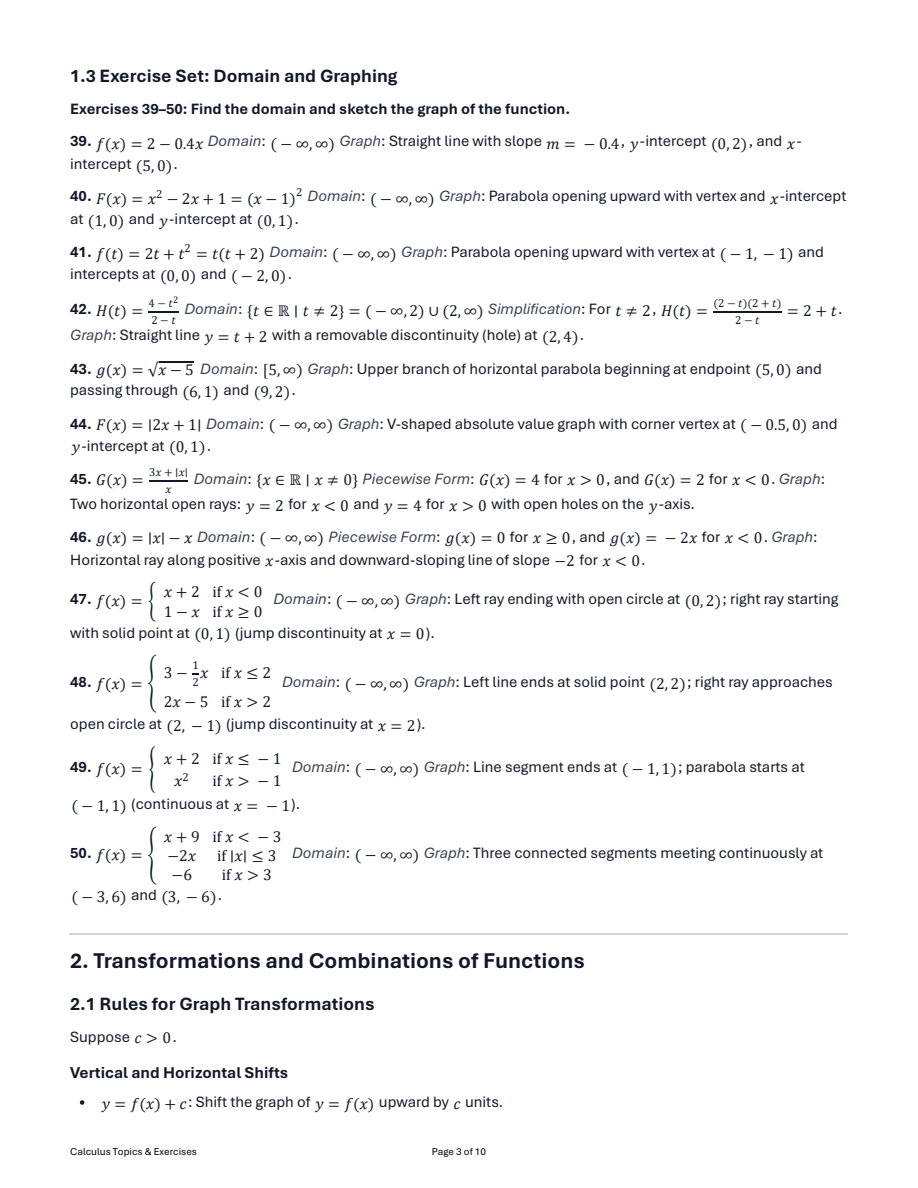 1.3 Exercise Set: Domain and Graphing
Exercises 39–50: Find the domain and sketch the graph of the function.
39. f(x) = 2 − 0.4x Domain: (−∞, ∞) Graph: Straight line with slope m = −0.4, y-intercept (0, 2), and x-
intercept (5, 0).
40. F(x) = x² − 2x + 1 = (x − 1)² Domain: (−∞, ∞) Graph: Parabola opening upward with vertex and x-intercept
at (1, 0) and y-intercept at (0, 1).
41. f(t) = 2t + t² = t(t + 2) Domain: (−∞, ∞) Graph: Parabola opening upward with vertex at (−1, −1) and
intercepts at (0, 0) and (−2, 0).
42. H(t) = (4 − t²)/(2 − t) Domain: {t ∈ ℝ | t ≠ 2} = (−∞, 2) ∪ (2, ∞) Simplification: For t ≠ 2, H(t) = ((2 − t)(2 + t))/(2 − t) = 2 + t.
Graph: Straight line y = t + 2 with a removable discontinuity (hole) at (2, 4).
43. g(x) = √(x − 5) Domain: [5, ∞) Graph: Upper branch of horizontal parabola beginning at endpoint (5, 0) and
passing through (6, 1) and (9, 2).
44. F(x) = |2x + 1| Domain: (−∞, ∞) Graph: V-shaped absolute value graph with corner vertex at (−0.5, 0) and
y-intercept at (0, 1).
45. G(x) = (3x + |x|)/x Domain: {x ∈ ℝ | x ≠ 0} Piecewise Form: G(x) = 4 for x > 0, and G(x) = 2 for x < 0. Graph:
Two horizontal open rays: y = 2 for x < 0 and y = 4 for x > 0 with open holes on the y-axis.
46. g(x) = |x| − x Domain: (−∞, ∞) Piecewise Form: g(x) = 0 for x ≥ 0, and g(x) = −2x for x < 0. Graph:
Horizontal ray along positive x-axis and downward-sloping line of slope −2 for x < 0.
47. f(x) = { x + 2 if x < 0
1 − x if x ≥ 0 Domain: (−∞, ∞) Graph: Left ray ending with open circle at (0, 2); right ray starting
with solid point at (0, 1) (jump discontinuity at x = 0).
48. f(x) = { 3 − ½x if x ≤ 2
2x − 5 if x > 2 Domain: (−∞, ∞) Graph: Left line ends at solid point (2, 2); right ray approaches
open circle at (2, −1) (jump discontinuity at x = 2).
49. f(x) = { x + 2 if x ≤ −1
x² if x > −1 Domain: (−∞, ∞) Graph: Line segment ends at (−1, 1); parabola starts at
(−1, 1) (continuous at x = −1).
50. f(x) = { x + 9 if x < −3
−2x if |x| ≤ 3
−6 if x > 3 Domain: (−∞, ∞) Graph: Three connected segments meeting continuously at
(−3, 6) and (3, −6).
2. Transformations and Combinations of Functions
2.1 Rules for Graph Transformations
Suppose c > 0.
Vertical and Horizontal Shifts
• y = f(x) + c: Shift the graph of y = f(x) upward by c units.
Calculus Topics & Exercises Page 3 of 10